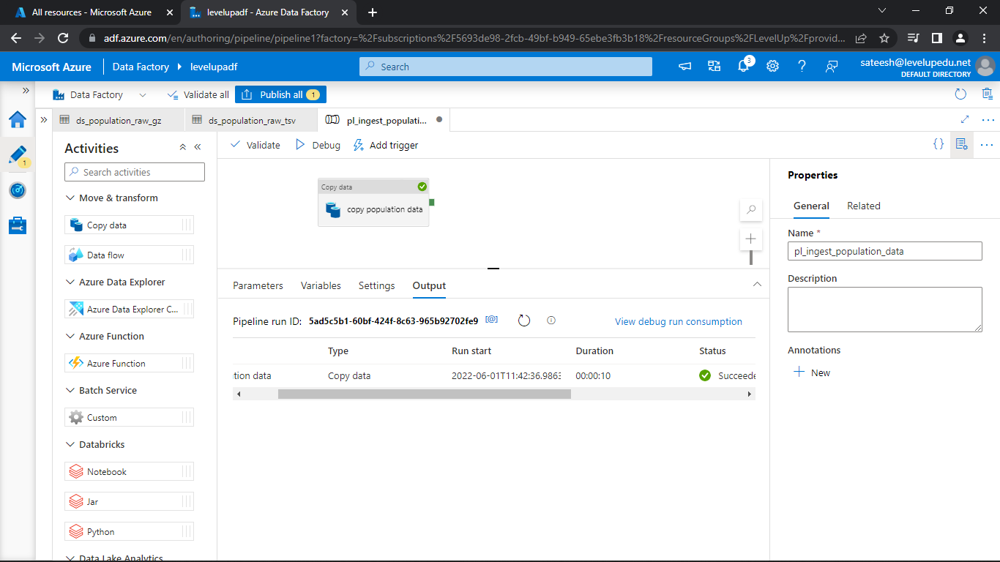 All resources - Microsoft Azure
levelupadf - Azure Data Factory
adf.azure.com/en/authoring/pipeline/pipeline1?factory=%2Fsubscriptions%2F5693de98-2fcb-49bf-b949-65ebe3fb3b18%2FresourceGroups%2FLevelUp%2Fprovid...
Microsoft Azure
Data Factory
levelupadf
Search
3
sateesh@levelupedu.net
DEFAULT DIRECTORY
Data Factory
Validate all
Publish all 1
ds_population_raw_gz
ds_population_raw_tsv
pl_ingest_populati...
1
Activities
Search activities
Move & transform
Copy data
Data flow
Azure Data Explorer
Azure Data Explorer C...
Azure Function
Azure Function
Batch Service
Custom
Databricks
Notebook
Jar
Python
Data Lake Analytics
Validate
Debug
Add trigger
{}
Copy data
copy population data
Parameters
Variables
Settings
Output
Pipeline run ID: 5ad5c5b1-60bf-424f-8c63-965b92702fe9 [@]
View debug run consumption
Type Run start Duration Status
tion data Copy data 2022-06-01T11:42:36.9863 00:00:10 Succeede
Properties
General
Related
Name *
pl_ingest_population_data
Description
Annotations
New